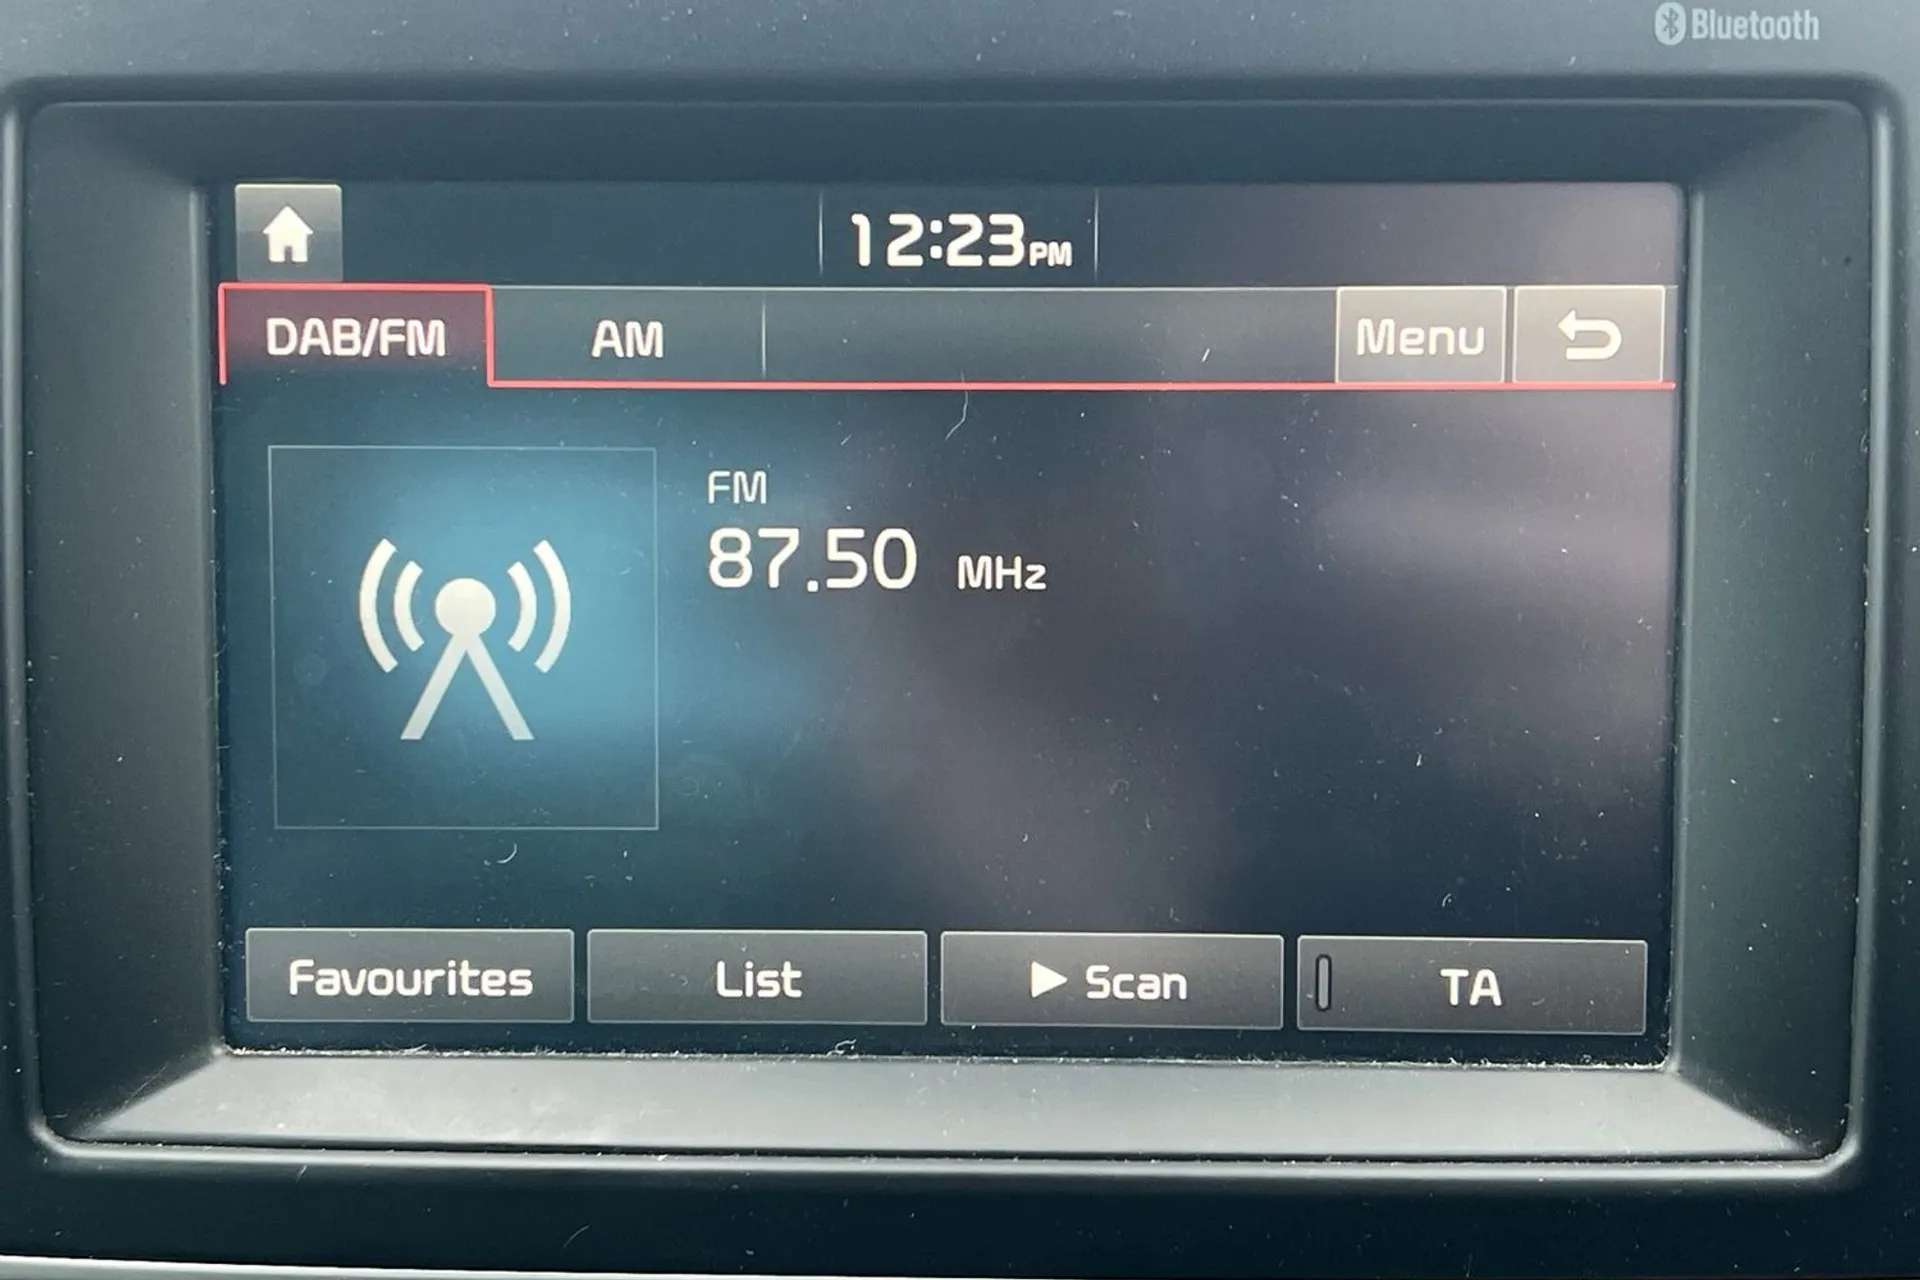 Bluetooth
12:23PM
DAB/FM AM Menu
FM
87.50 MHz
Favourites List Scan TA